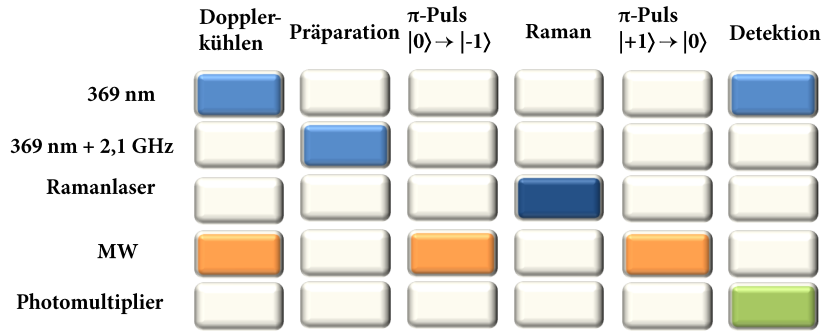 Doppler-
kühlen
Präparation
π-Puls
|0⟩→|-1⟩
Raman
π-Puls
|+1⟩→|0⟩
Detektion
369 nm
369 nm + 2,1 GHz
Ramanlaser
MW
Photomultiplier